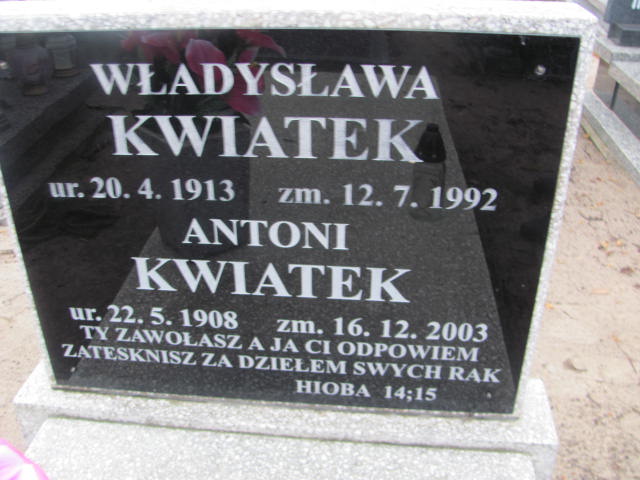 WŁADYSŁAWA
KWIATEK
ur. 20. 4. 1913 zm. 12. 7. 1992
ANTONI
KWIATEK
ur. 22. 5. 1908 zm. 16. 12. 2003
TY ZAWOŁASZ A JA CI ODPOWIEM
ZATESKNISZ ZA DZIEŁEM SWYCH RAK
HIOBA 14;15